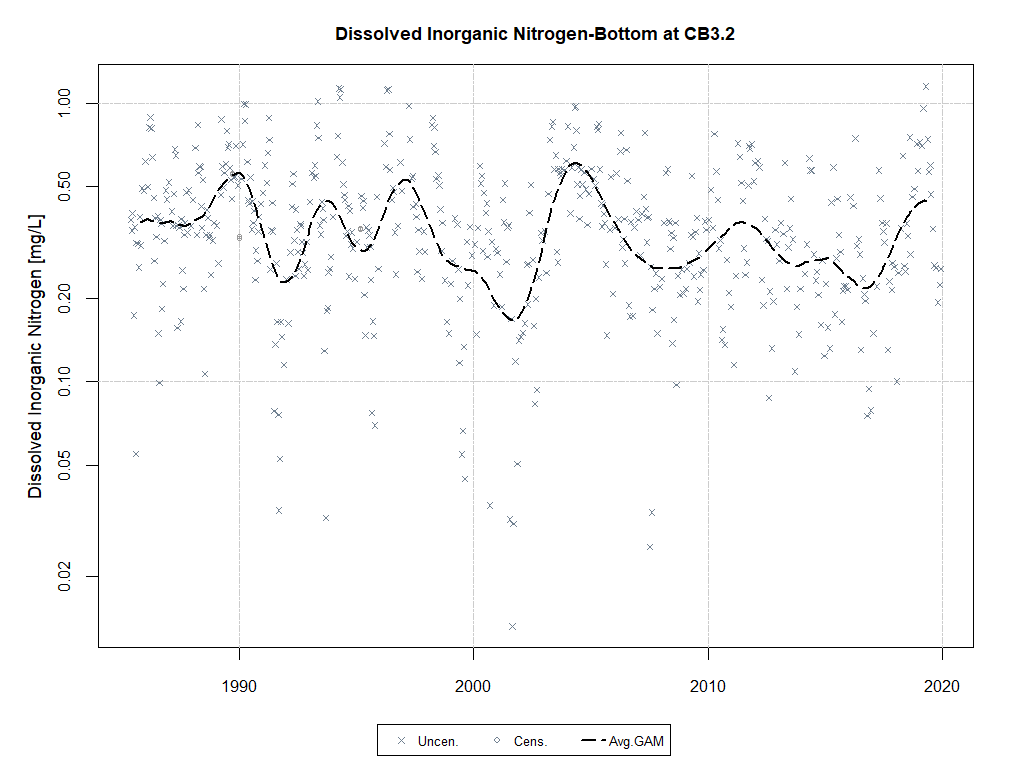 Dissolved Inorganic Nitrogen-Bottom at CB3.2
Dissolved Inorganic Nitrogen [mg/L]
1.00
0.50
0.20
0.10
0.05
0.02
1990 2000 2010 2020
Uncen. Cens. Avg.GAM